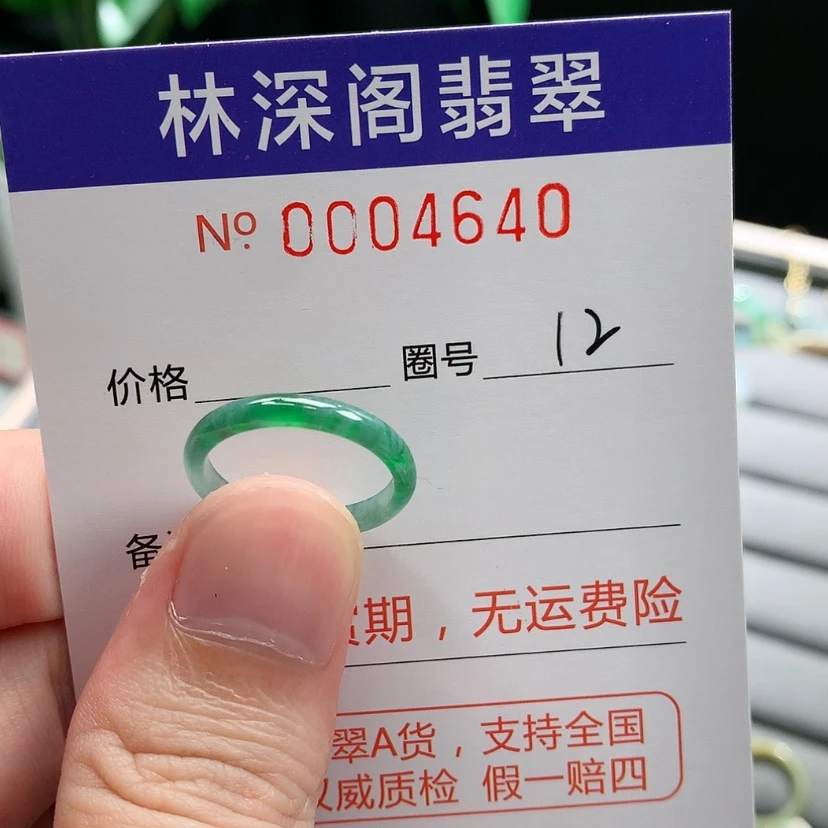 林深阁翡翠
No. 0004640
价格 圈号 12
备
期，无运费险
翠A货，支持全国
威质检 假一赔四